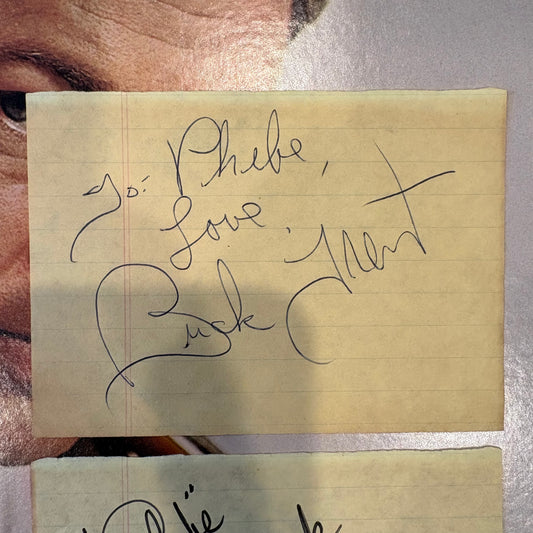 To: Phebe,
Love,
Buck Trent